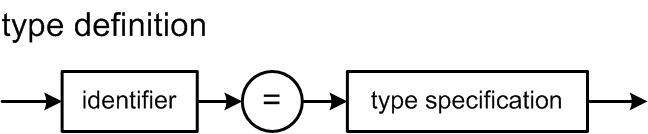 type definition
identifier
=
type specification